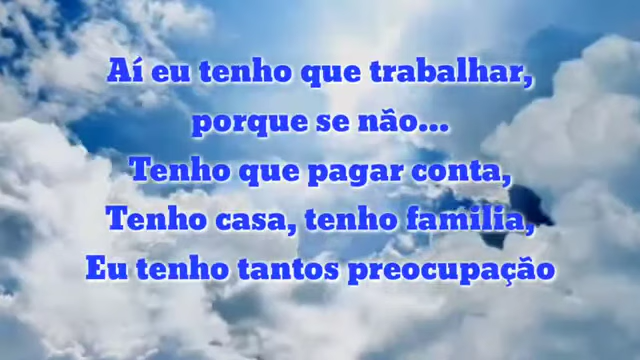 Aí eu tenho que trabalhar,
porque se não...
Tenho que pagar conta,
Tenho casa, tenho familia,
Eu tenho tantos preocupação